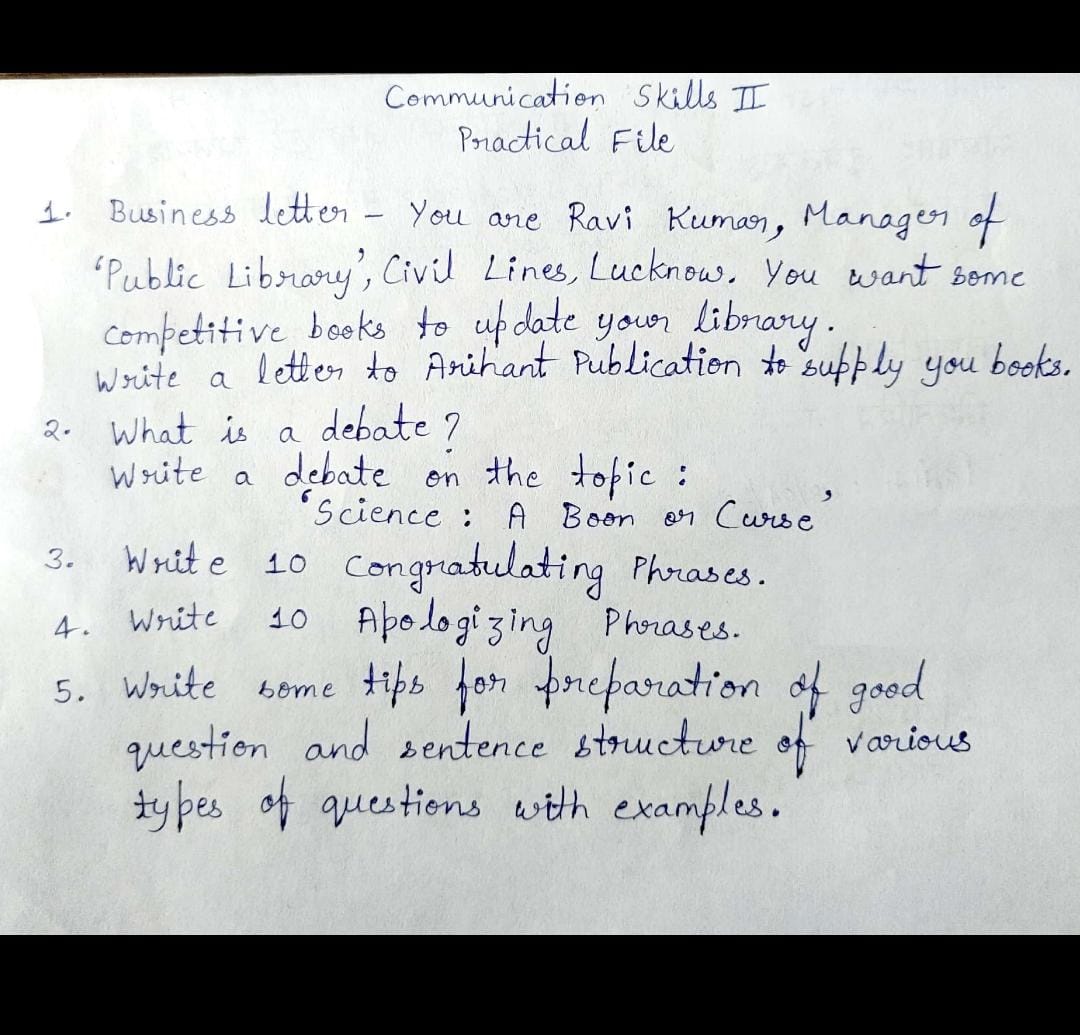 Communication Skills II
Practical File
1. Business letter - You are Ravi Kumar, Manager of
'Public Library', Civil Lines, Lucknow. You want some
competitive books to update your library.
Write a letter to Arihant Publication to supply you books.
2. What is a debate?
Write a debate on the topic :
'Science : A Boon or Curse'
3. Write 10 Congratulating Phrases.
4. Write 10 Apologizing Phrases.
5. Write some tips for preparation of good
question and sentence structure of various
types of questions with examples.